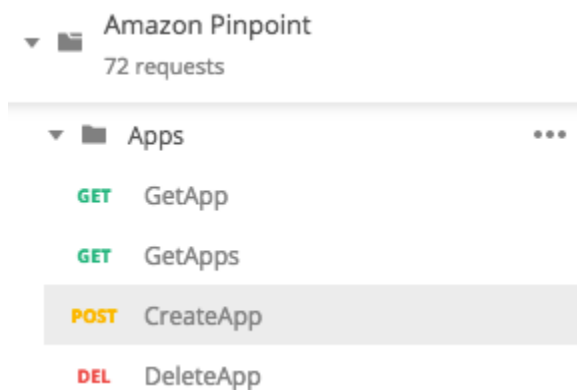 Amazon Pinpoint
72 requests
Apps
GET GetApp
GET GetApps
POST CreateApp
DEL DeleteApp